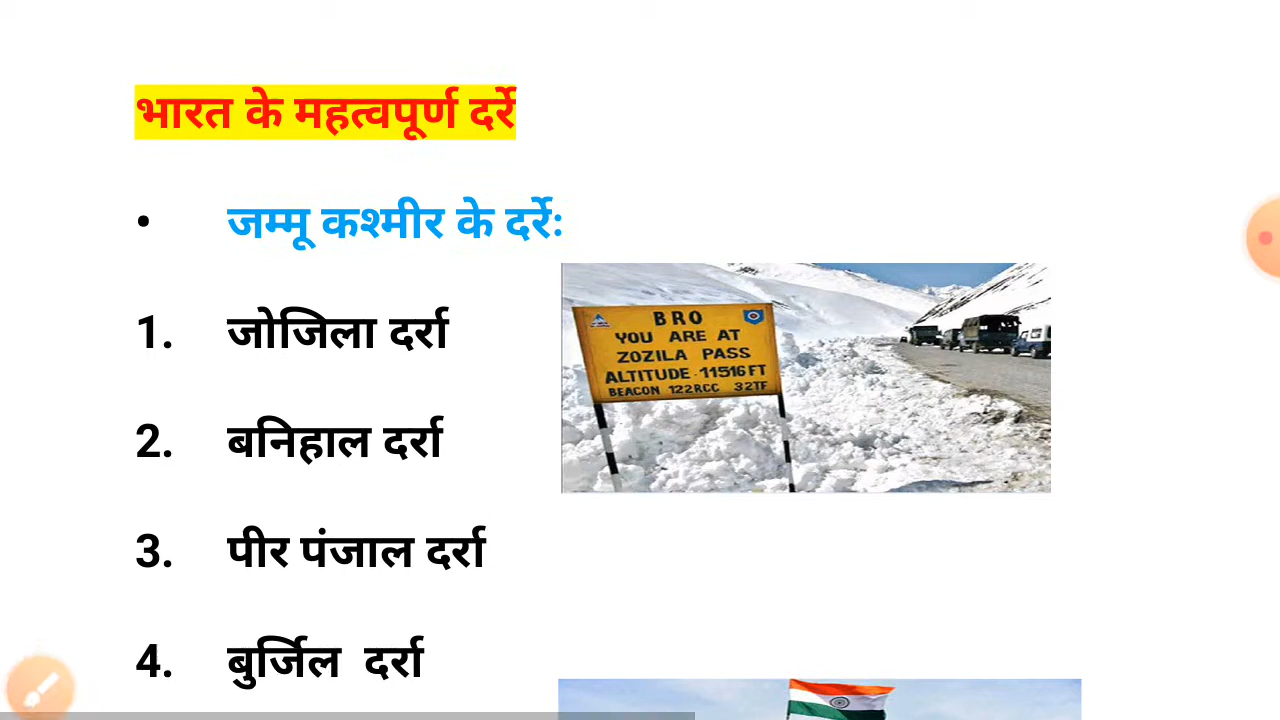 भारत के महत्वपूर्ण दर्रे
• जम्मू कश्मीर के दर्रे:
1. जोजिला दर्रा
BRO
YOU ARE AT
ZOZILA PASS
ALTITUDE - 11516 FT
BEACON 122RCC 32TF
2. बनिहाल दर्रा
3. पीर पंजाल दर्रा
4. बुर्जिल दर्रा